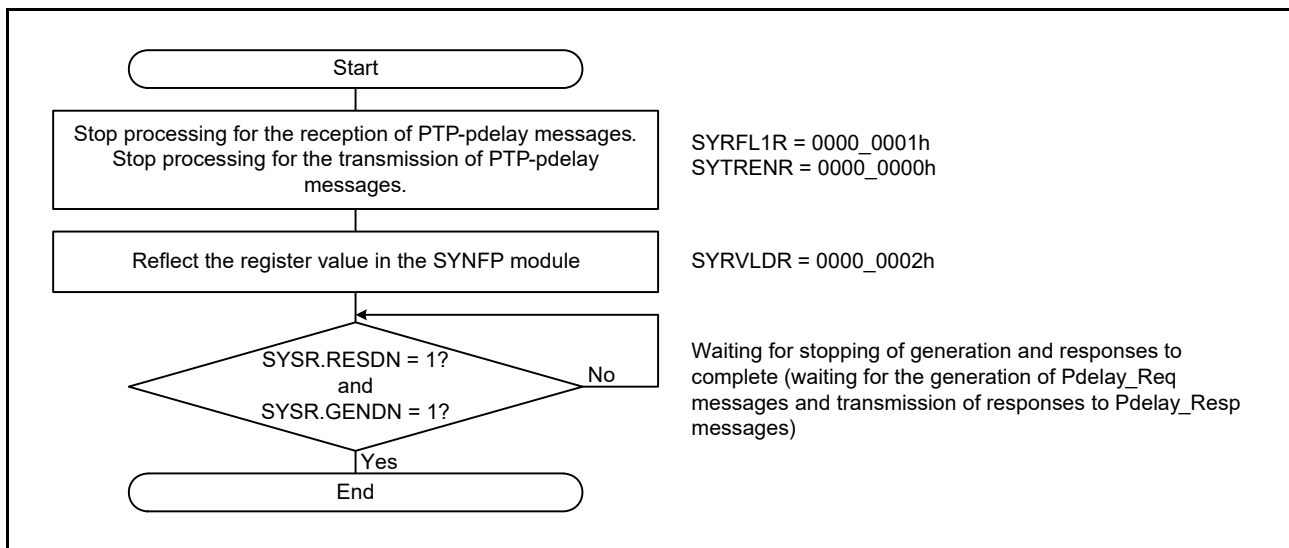 Start
Stop processing for the reception of PTP-pdelay messages.
Stop processing for the transmission of PTP-pdelay
messages.
SYRFL1R = 0000_0001h
SYTRENR = 0000_0000h
Reflect the register value in the SYNFP module
SYRVLDR = 0000_0002h
SYSR.RESDN = 1?
and
SYSR.GENDN = 1?
No
Waiting for stopping of generation and responses to
complete (waiting for the generation of Pdelay_Req
messages and transmission of responses to Pdelay_Resp
messages)
Yes
End